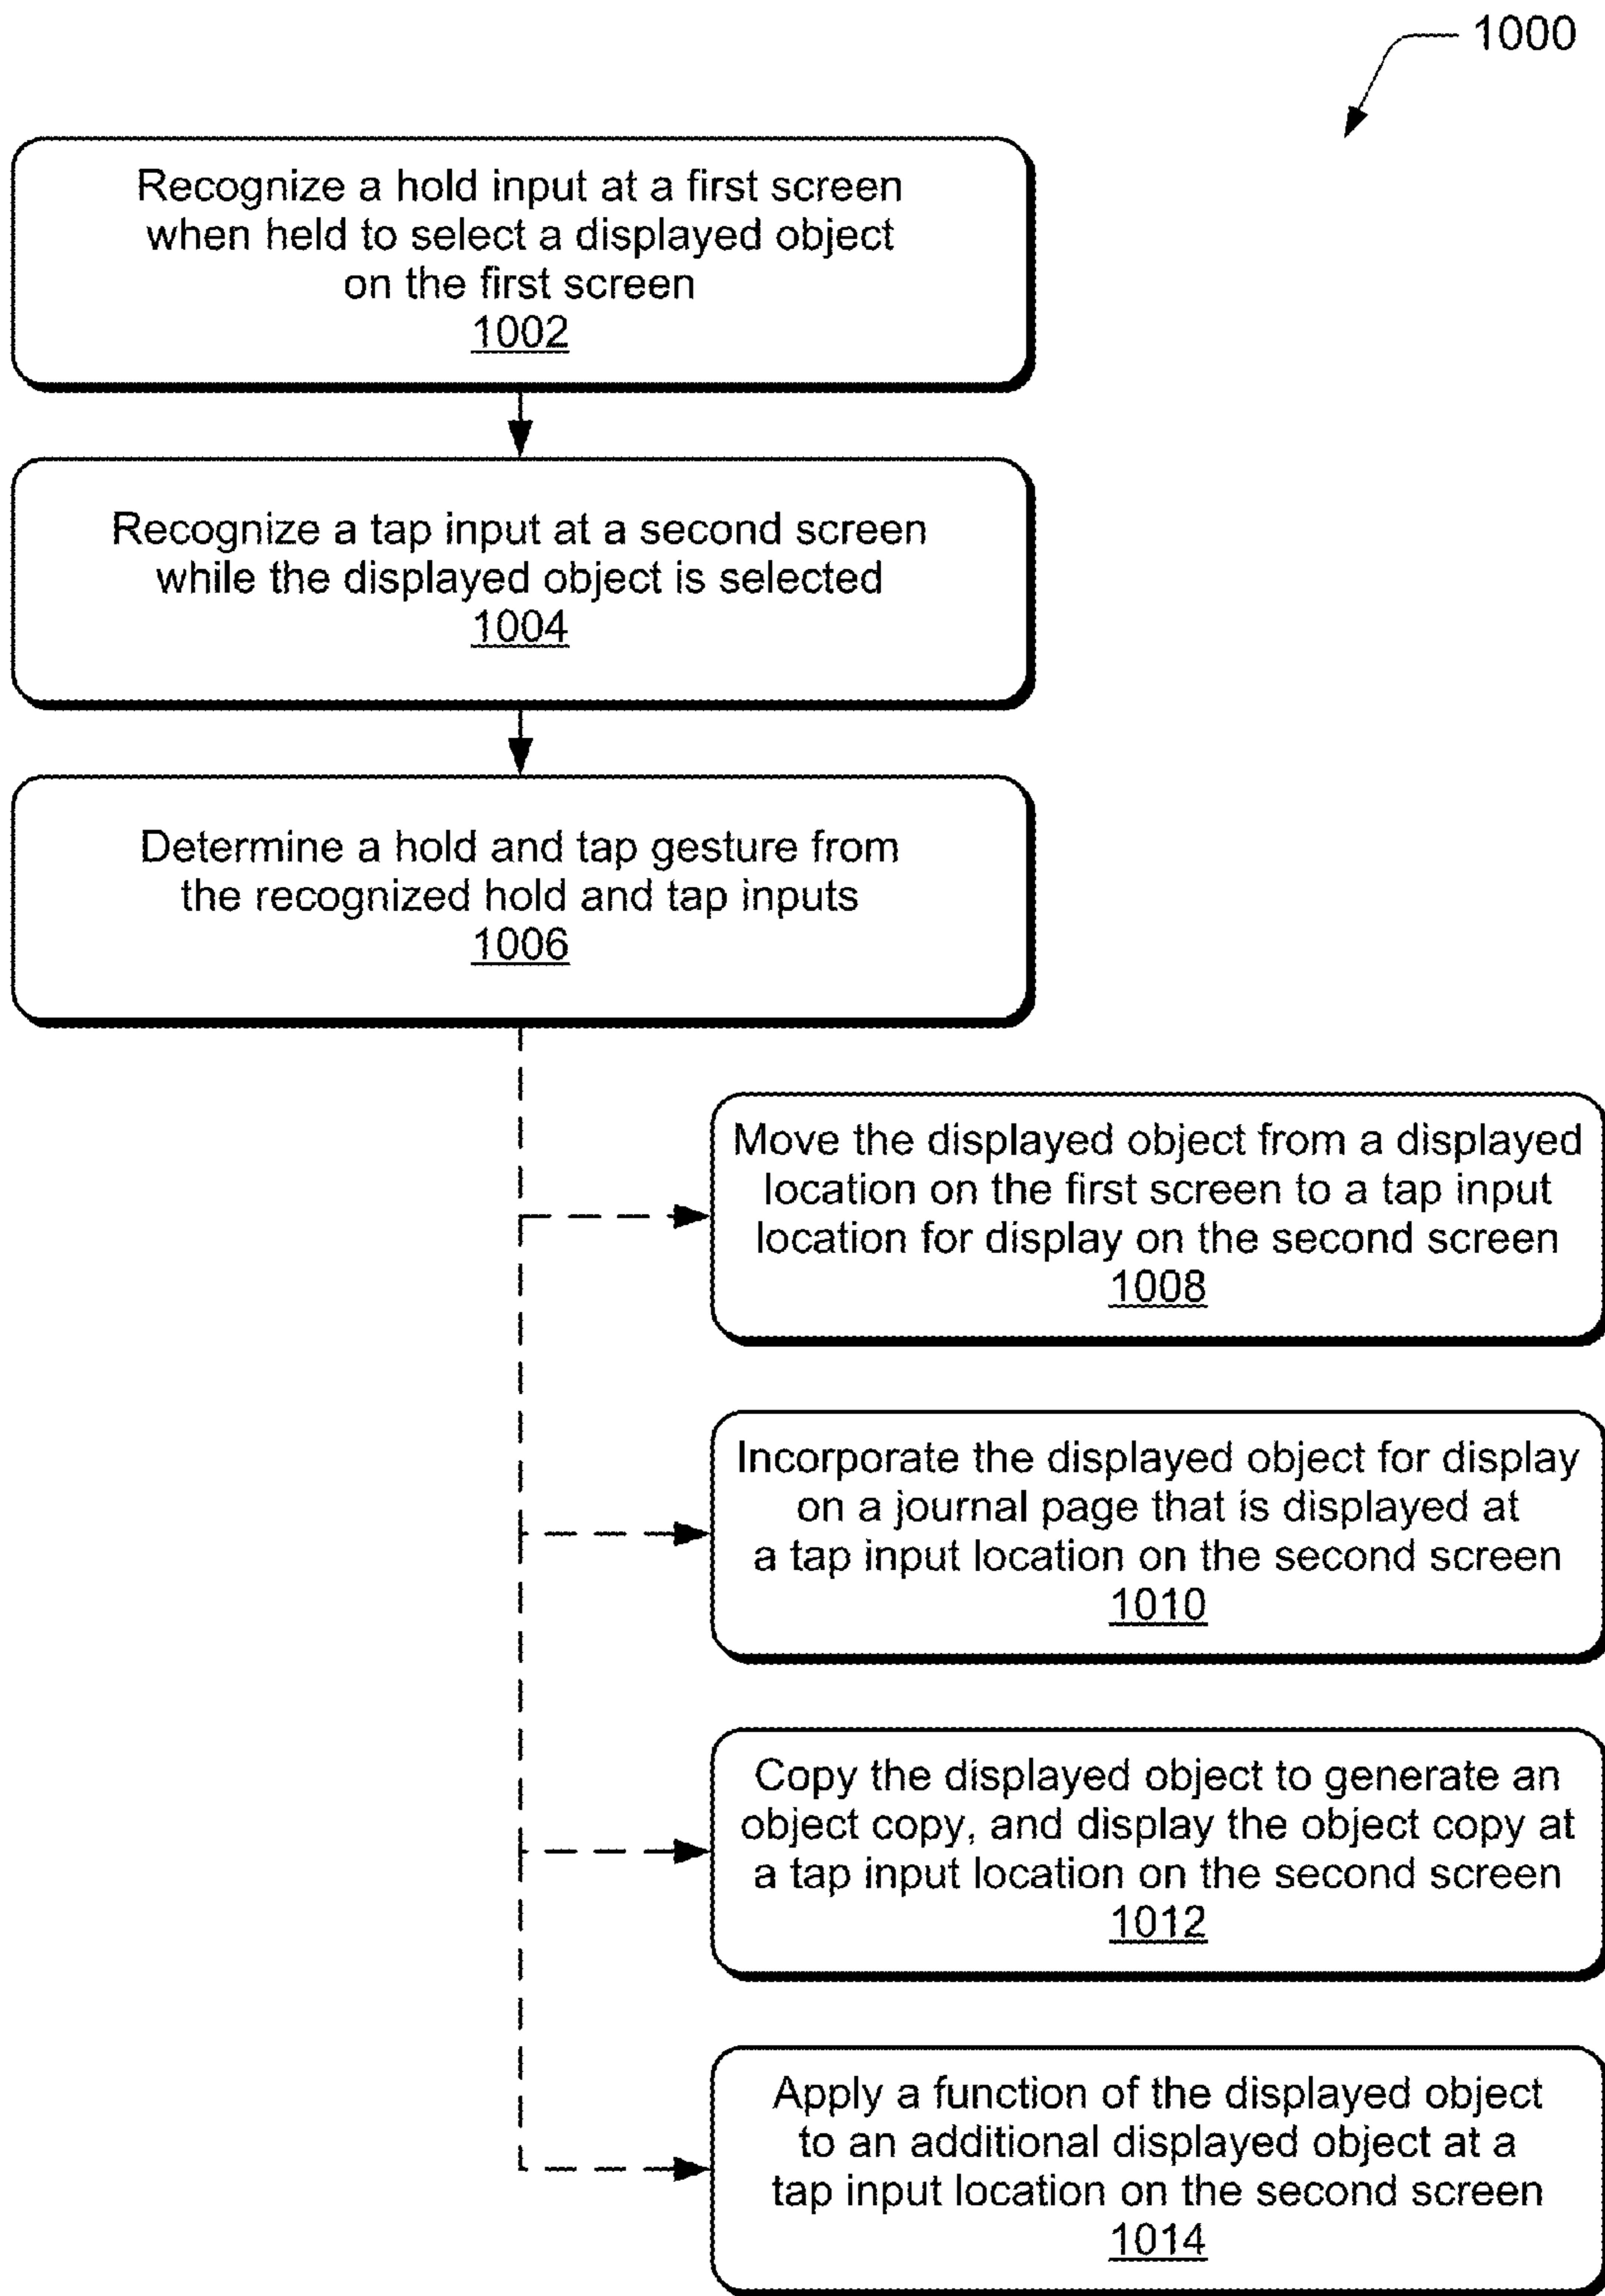 1000
Recognize a hold input at a first screen
when held to select a displayed object
on the first screen
1002
Recognize a tap input at a second screen
while the displayed object is selected
1004
Determine a hold and tap gesture from
the recognized hold and tap inputs
1006
Move the displayed object from a displayed
location on the first screen to a tap input
location for display on the second screen
1008
Incorporate the displayed object for display
on a journal page that is displayed at
a tap input location on the second screen
1010
Copy the displayed object to generate an
object copy, and display the object copy at
a tap input location on the second screen
1012
Apply a function of the displayed object
to an additional displayed object at a
tap input location on the second screen
1014